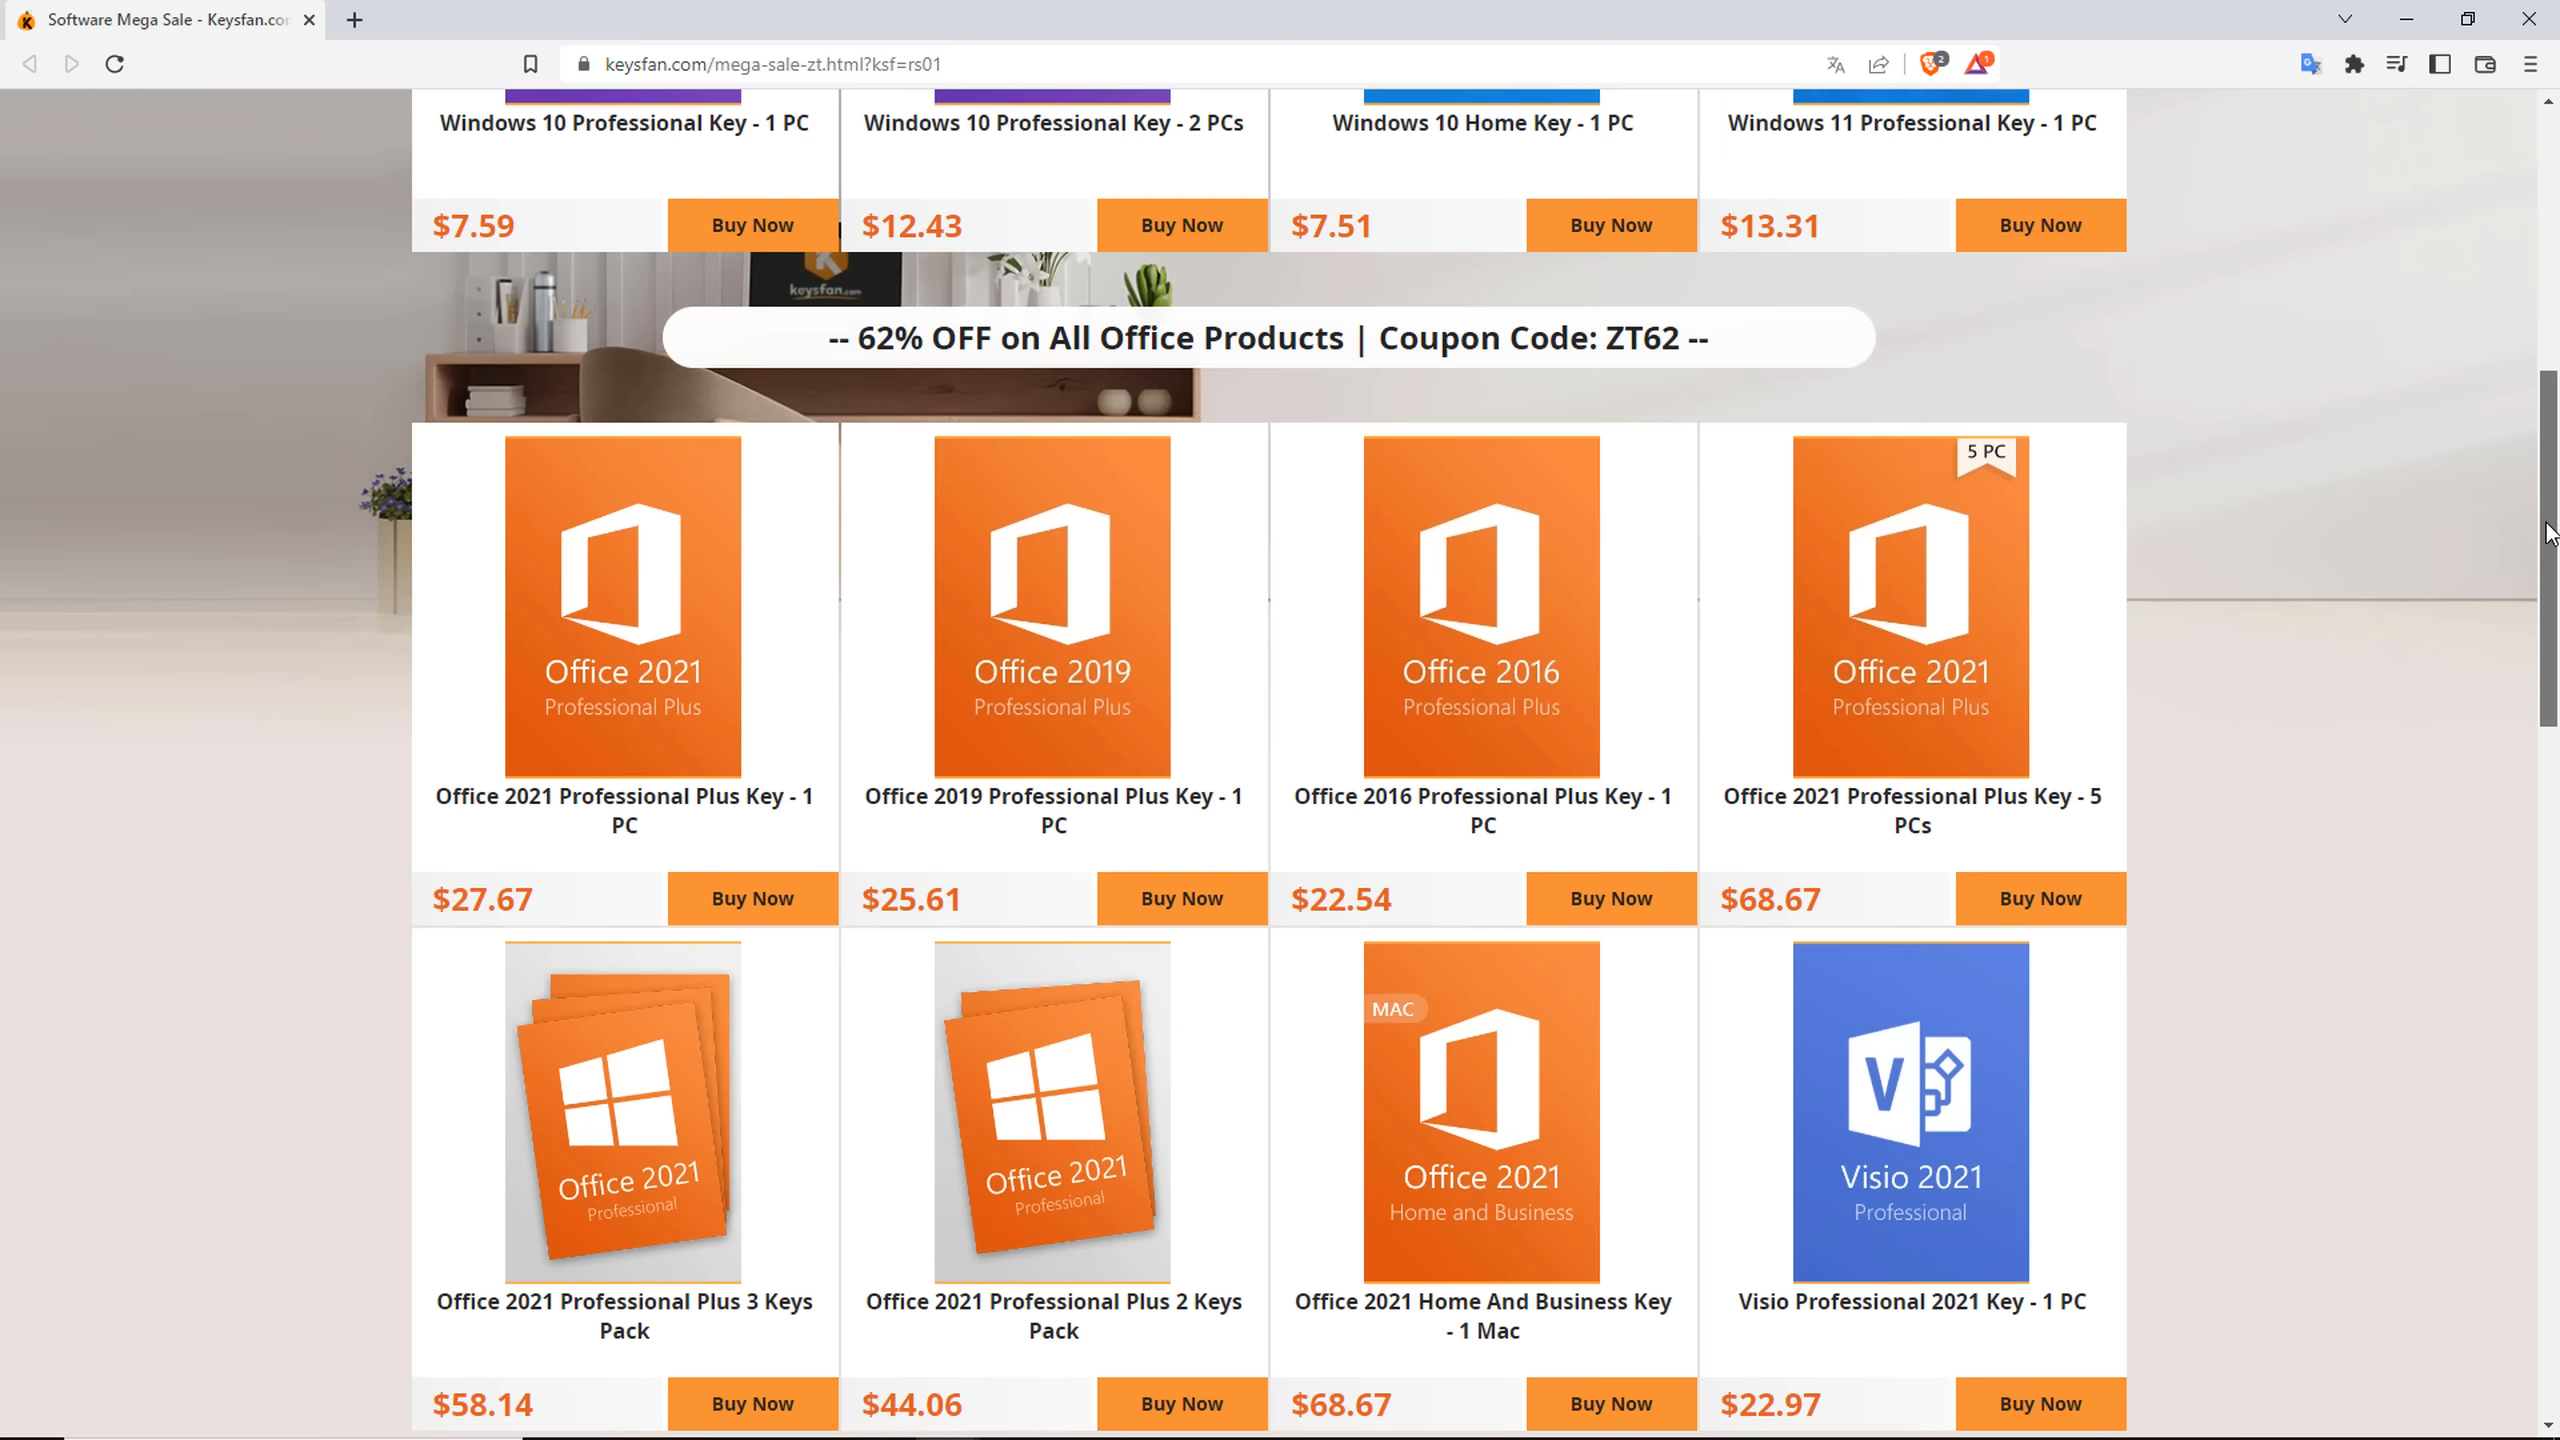 Software Mega Sale - Keysfan.co
keysfan.com/mega-sale-zt.html?ksf=rs01
2
1
Windows 10 Professional Key - 1 PC
Windows 10 Professional Key - 2 PCs
Windows 10 Home Key - 1 PC
Windows 11 Professional Key - 1 PC
$7.59
Buy Now
$12.43
Buy Now
$7.51
Buy Now
$13.31
Buy Now
keysfan.com
-- 62% OFF on All Office Products | Coupon Code: ZT62 --
Office 2021
Professional Plus
Office 2019
Professional Plus
Office 2016
Professional Plus
5 PC
Office 2021
Professional Plus
Office 2021 Professional Plus Key - 1
PC
Office 2019 Professional Plus Key - 1
PC
Office 2016 Professional Plus Key - 1
PC
Office 2021 Professional Plus Key - 5
PCs
$27.67
Buy Now
$25.61
Buy Now
$22.54
Buy Now
$68.67
Buy Now
Office 2021
Professional
Office 2021
Professional
MAC
Office 2021
Home and Business
V
Visio 2021
Professional
Office 2021 Professional Plus 3 Keys
Pack
Office 2021 Professional Plus 2 Keys
Pack
Office 2021 Home And Business Key
- 1 Mac
Visio Professional 2021 Key - 1 PC
$58.14
Buy Now
$44.06
Buy Now
$68.67
Buy Now
$22.97
Buy Now